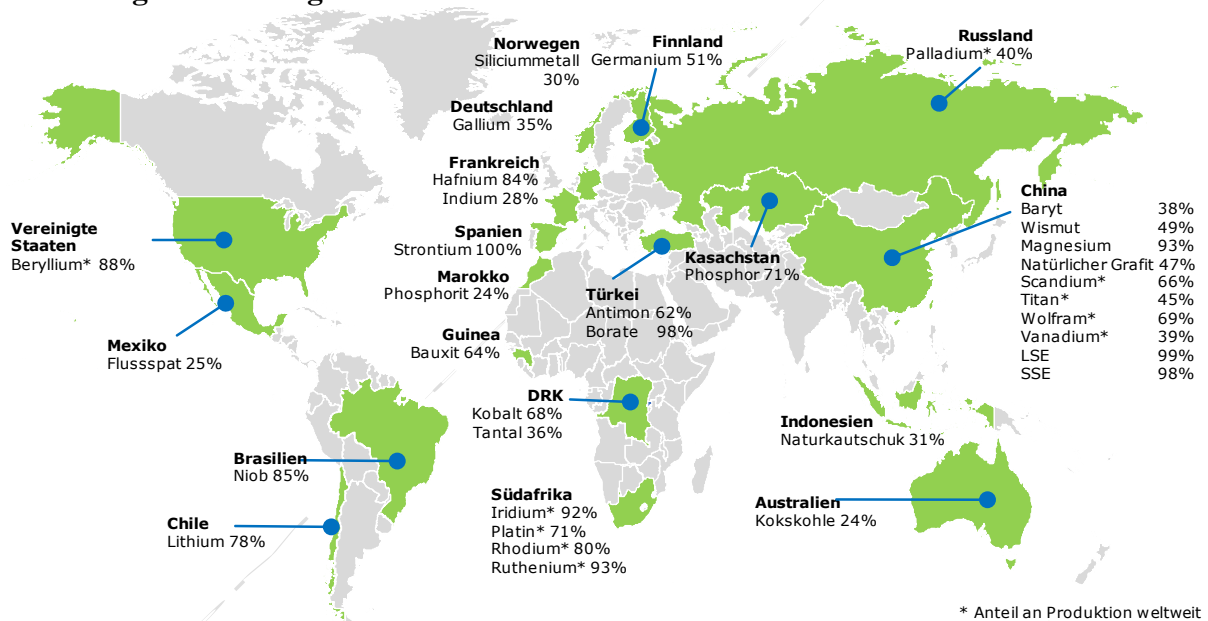 Norwegen
Siliciummetall
30%
Finnland
Germanium 51%
Russland
Palladium* 40%
Deutschland
Gallium 35%
Frankreich
Hafnium 84%
Indium 28%
Spanien
Strontium 100%
Marokko
Phosphorit 24%
Guinea
Bauxit 64%
Vereinigte
Staaten
Beryllium* 88%
Mexiko
Flussspat 25%
Brasilien
Niob 85%
Chile
Lithium 78%
DRK
Kobalt 68%
Tantal 36%
Südafrika
Iridium* 92%
Platin* 71%
Rhodium* 80%
Ruthenium* 93%
Türkei
Antimon 62%
Borate 98%
Kasachstan
Phosphor 71%
China
Baryt 38%
Wismut 49%
Magnesium 93%
Natürlicher Grafit 47%
Scandium* 66%
Titan* 45%
Wolfram* 69%
Vanadium* 39%
LSE 99%
SSE 98%
Indonesien
Naturkautschuk 31%
Australien
Kokskohle 24%
* Anteil an Produktion weltweit